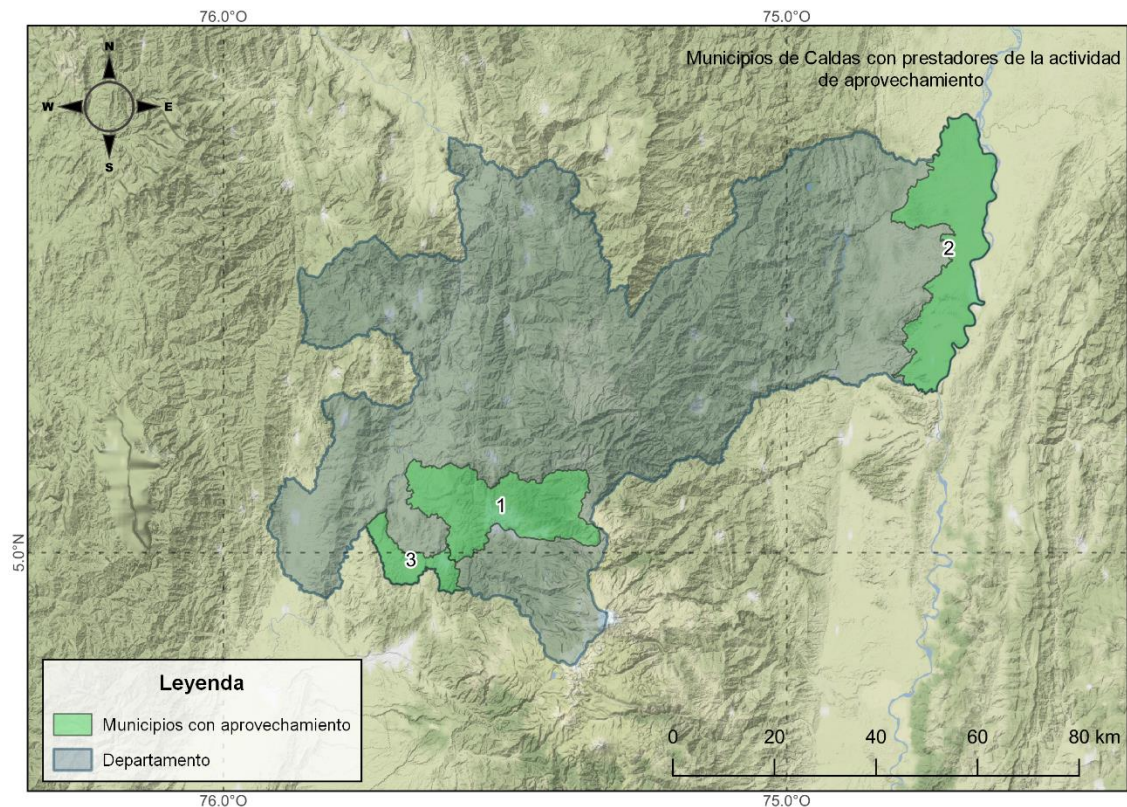 76.0°O
75.0°O
Municipios de Caldas con prestadores de la actividad
de aprovechamiento
N
W
E
S
2
1
3
5.0°N
Leyenda
Municipios con aprovechamiento
Departamento
0 20 40 60 80 km
76.0°O
75.0°O